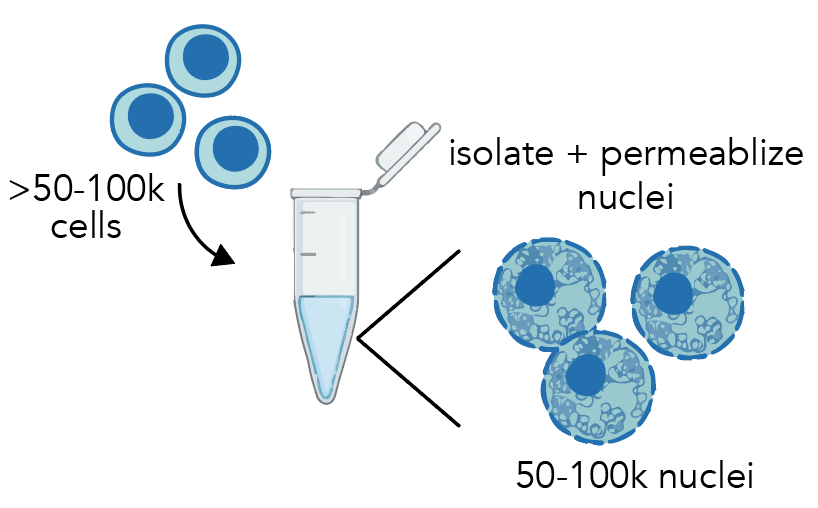 >50-100k
cells
isolate + permeablize
nuclei
50-100k nuclei